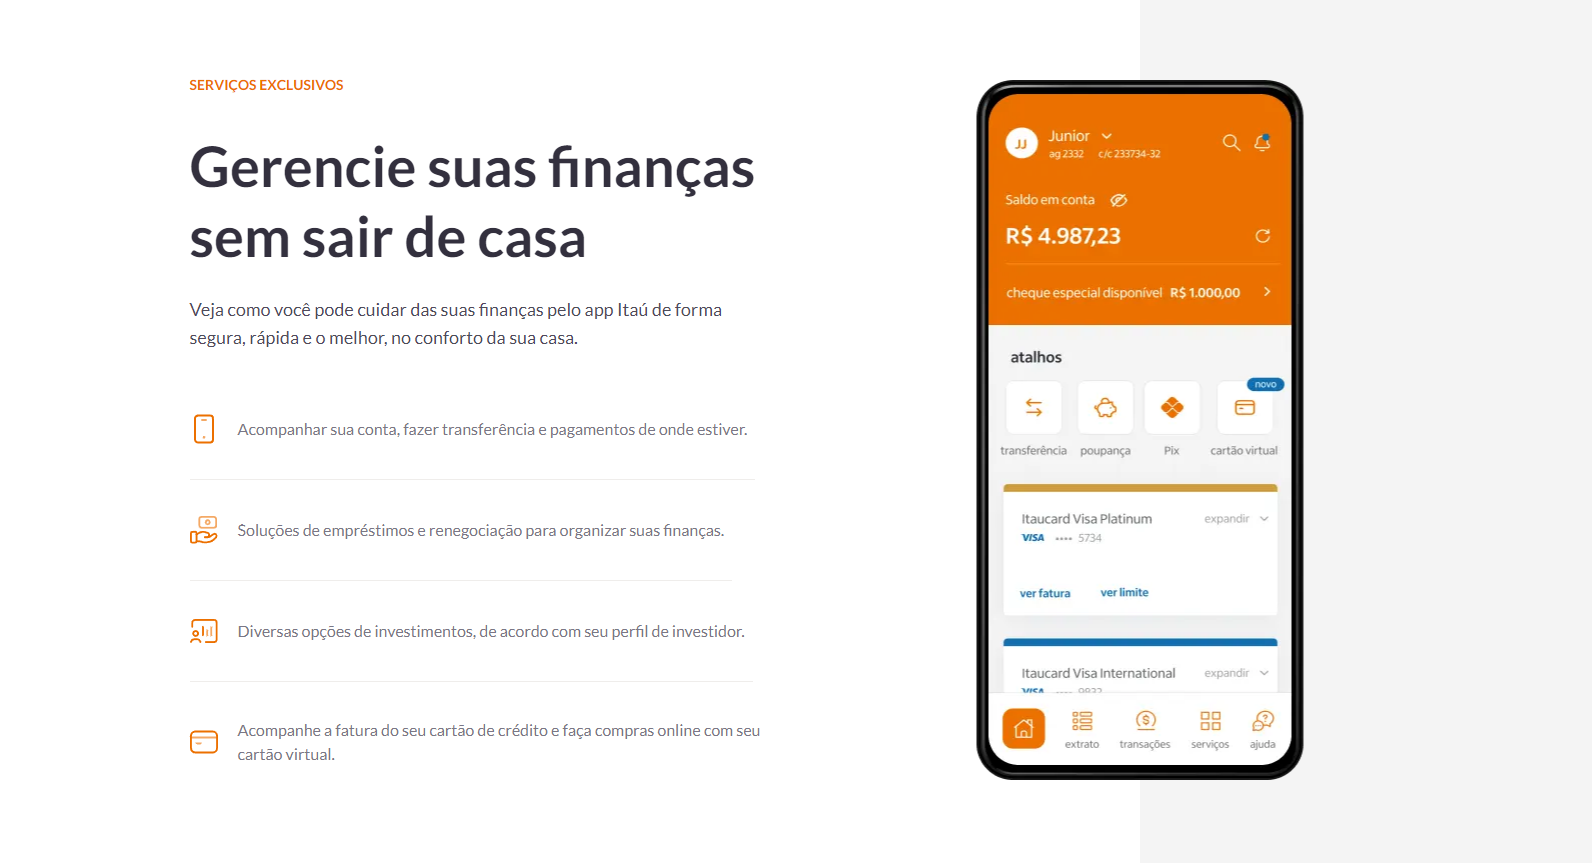 SERVIÇOS EXCLUSIVOS
Gerencie suas finanças
sem sair de casa
Veja como você pode cuidar das suas finanças pelo app Itaú de forma
segura, rápida e o melhor, no conforto da sua casa.
Acompanhar sua conta, fazer transferência e pagamentos de onde estiver.
Soluções de empréstimos e renegociação para organizar suas finanças.
Diversas opções de investimentos, de acordo com seu perfil de investidor.
Acompanhe a fatura do seu cartão de crédito e faça compras online com seu
cartão virtual.
JJ
Junior
ag 2332 c/c 233734-32
Saldo em conta
R$ 4.987,23
cheque especial disponível R$ 1.000,00
atalhos
novo
transferência poupança Pix cartão virtual
Itaucard Visa Platinum expandir
VISA •••• 5734
ver fatura ver limite
Itaucard Visa International expandir
VISA •••• 9832
extrato transações serviços ajuda